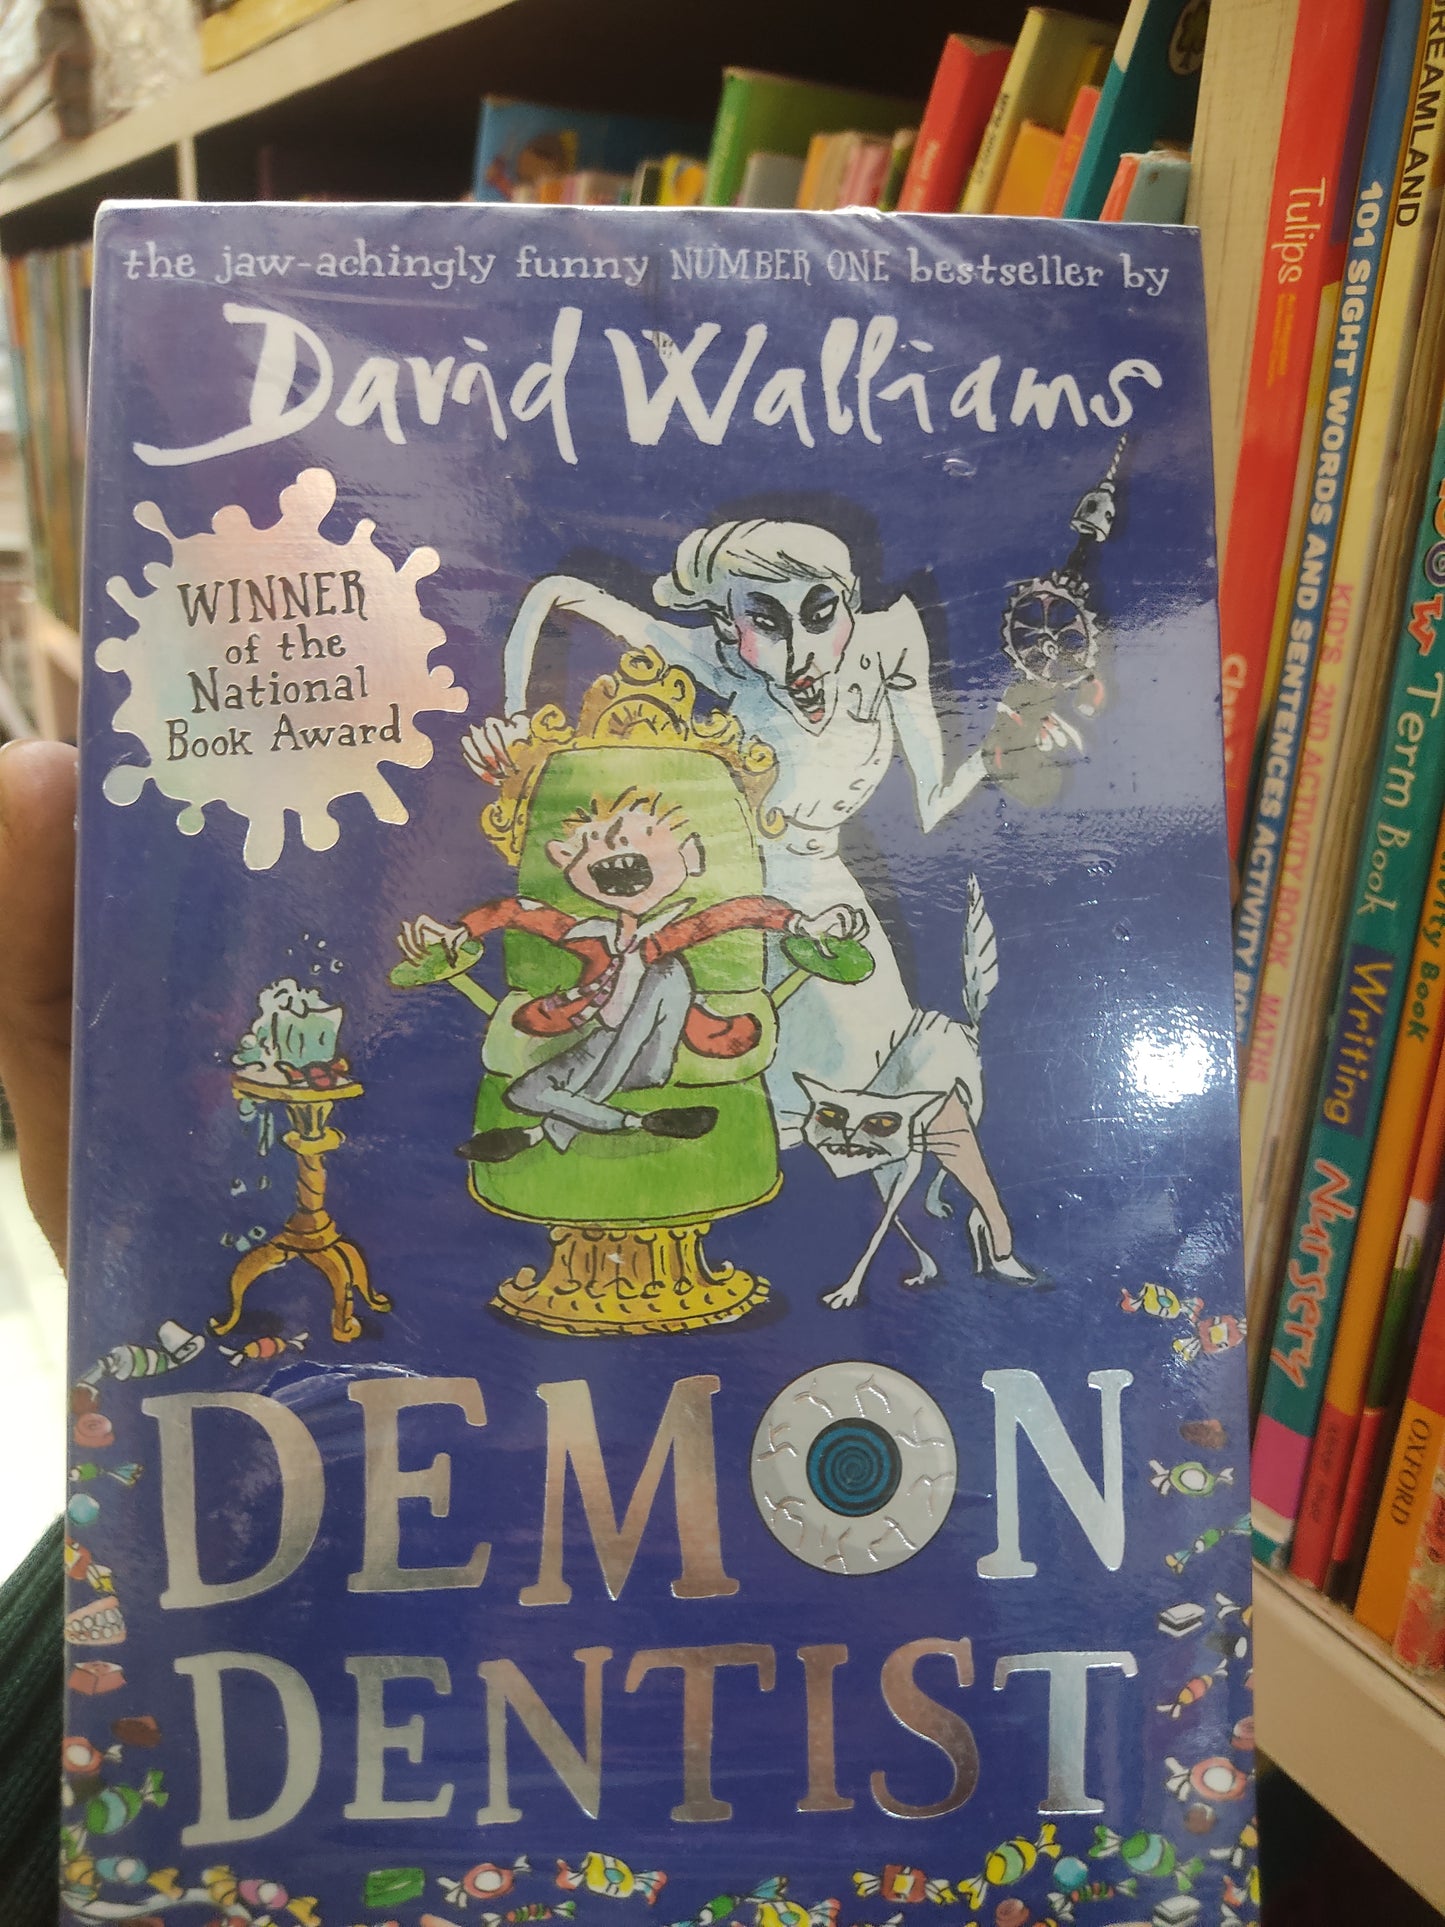 the jaw-achingly funny NUMBER ONE bestseller by
David Walliams
WINNER
of the
National
Book Award
DEMON
DENTIST
Tulips
101 SIGHT WORDS AND SENTENCES ACTIVITY
DREAMLAND
KID'S 2ND ACTIVITY BOOK MATHS
Term Book
Writing
Nursery
Book
OXFORD